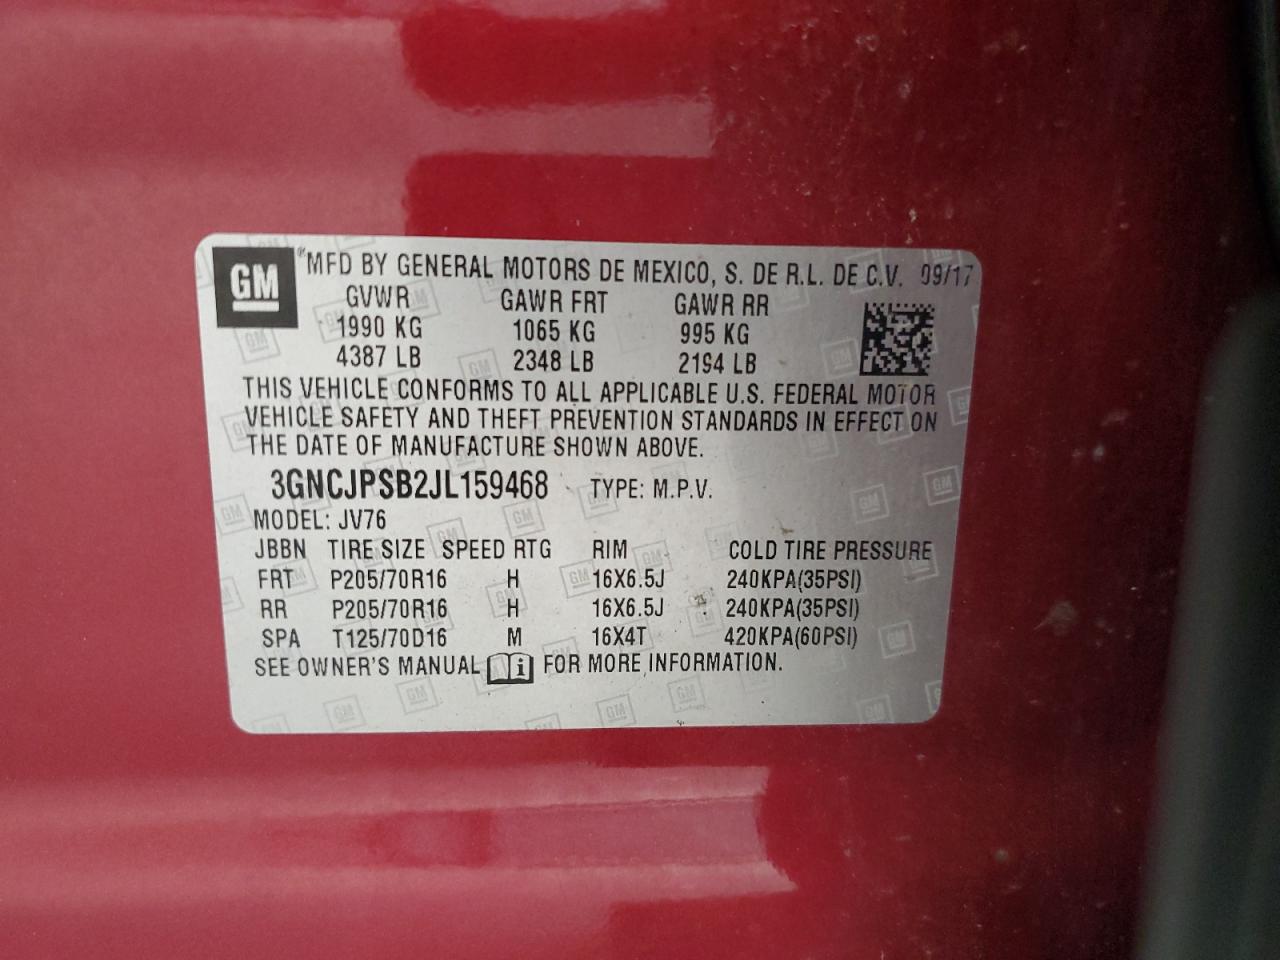 GM ® MFD BY GENERAL MOTORS DE MEXICO, S. DE R.L. DE C.V. 09/17
GVWR GAWR FRT GAWR RR
1990 KG 1065 KG 995 KG
4387 LB 2348 LB 2194 LB
THIS VEHICLE CONFORMS TO ALL APPLICABLE U.S. FEDERAL MOTOR
VEHICLE SAFETY AND THEFT PREVENTION STANDARDS IN EFFECT ON
THE DATE OF MANUFACTURE SHOWN ABOVE.
3GNCJPSB2JL159468 TYPE: M.P.V.
MODEL: JV76
JBBN TIRE SIZE SPEED RTG RIM COLD TIRE PRESSURE
FRT P205/70R16 H 16X6.5J 240KPA(35PSI)
RR P205/70R16 H 16X6.5J 240KPA(35PSI)
SPA T125/70D16 M 16X4T 420KPA(60PSI)
SEE OWNER'S MANUAL i FOR MORE INFORMATION.